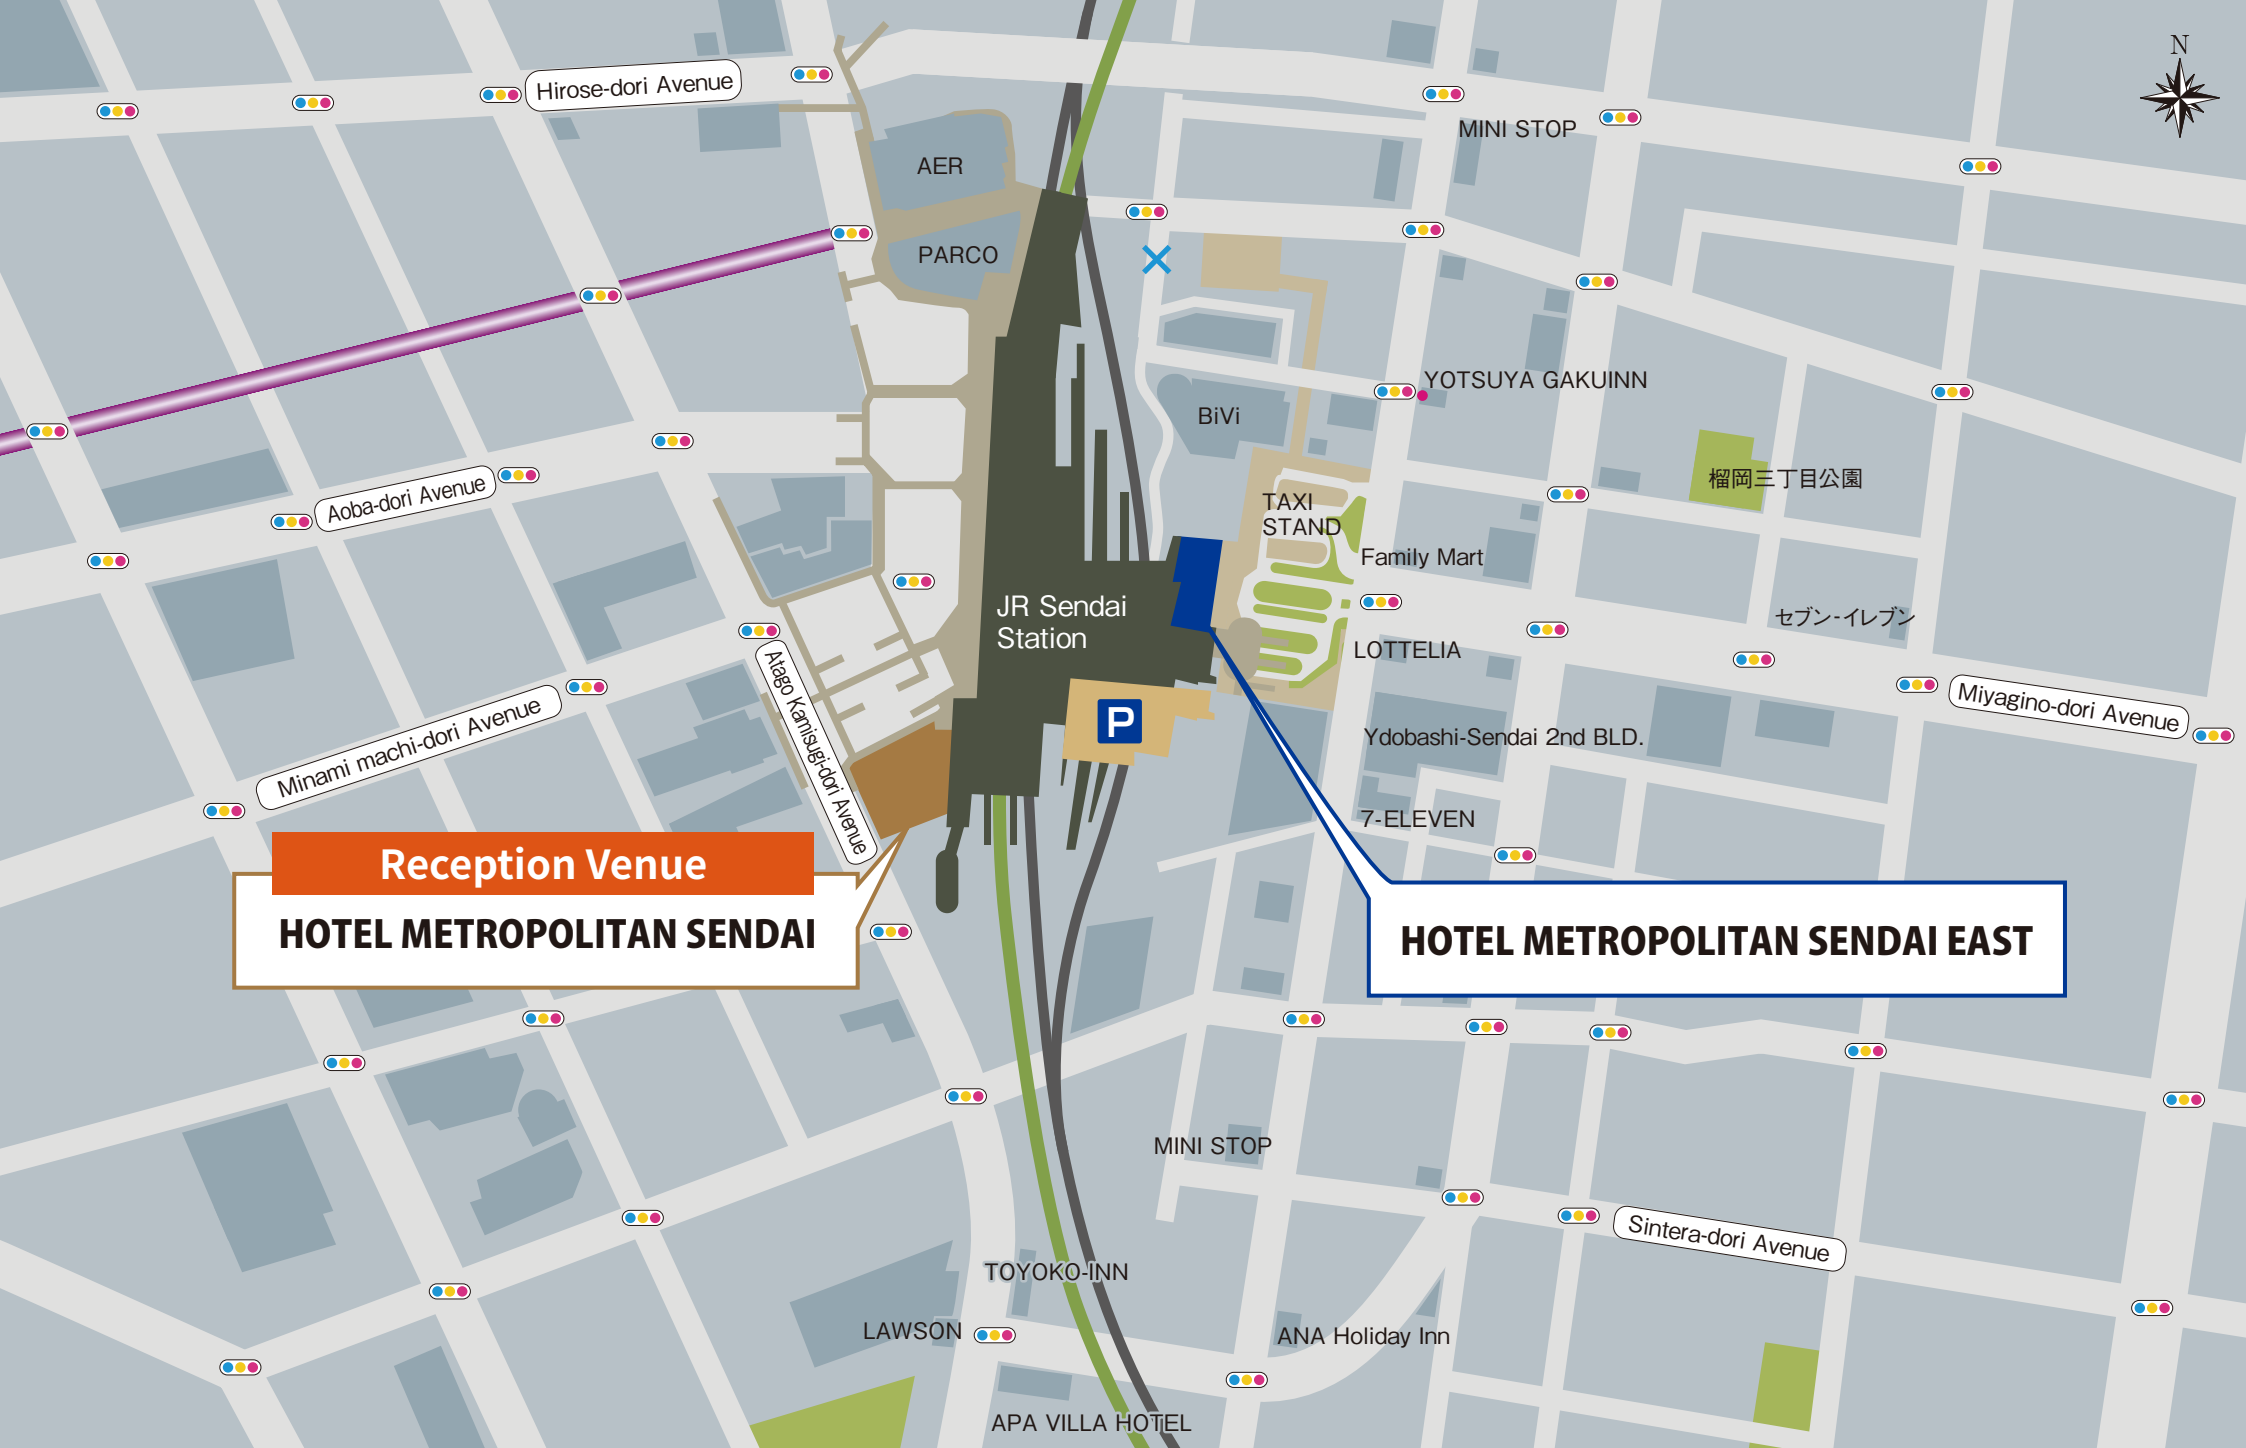 N
Hirose-dori Avenue
MINI STOP
AER
PARCO
YOTSUYA GAKUINN
BiVi
榴岡三丁目公園
Aoba-dori Avenue
TAXI
STAND
Family Mart
JR Sendai
Station
セブン-イレブン
LOTTELIA
Miyagino-dori Avenue
Minami machi-dori Avenue
Atago Kamisugi-dori Avenue
P
Ydobashi-Sendai 2nd BLD.
7-ELEVEN
Reception Venue
HOTEL METROPOLITAN SENDAI
HOTEL METROPOLITAN SENDAI EAST
MINI STOP
Sintera-dori Avenue
TOYOKO-INN
LAWSON
ANA Holiday Inn
APA VILLA HOTEL